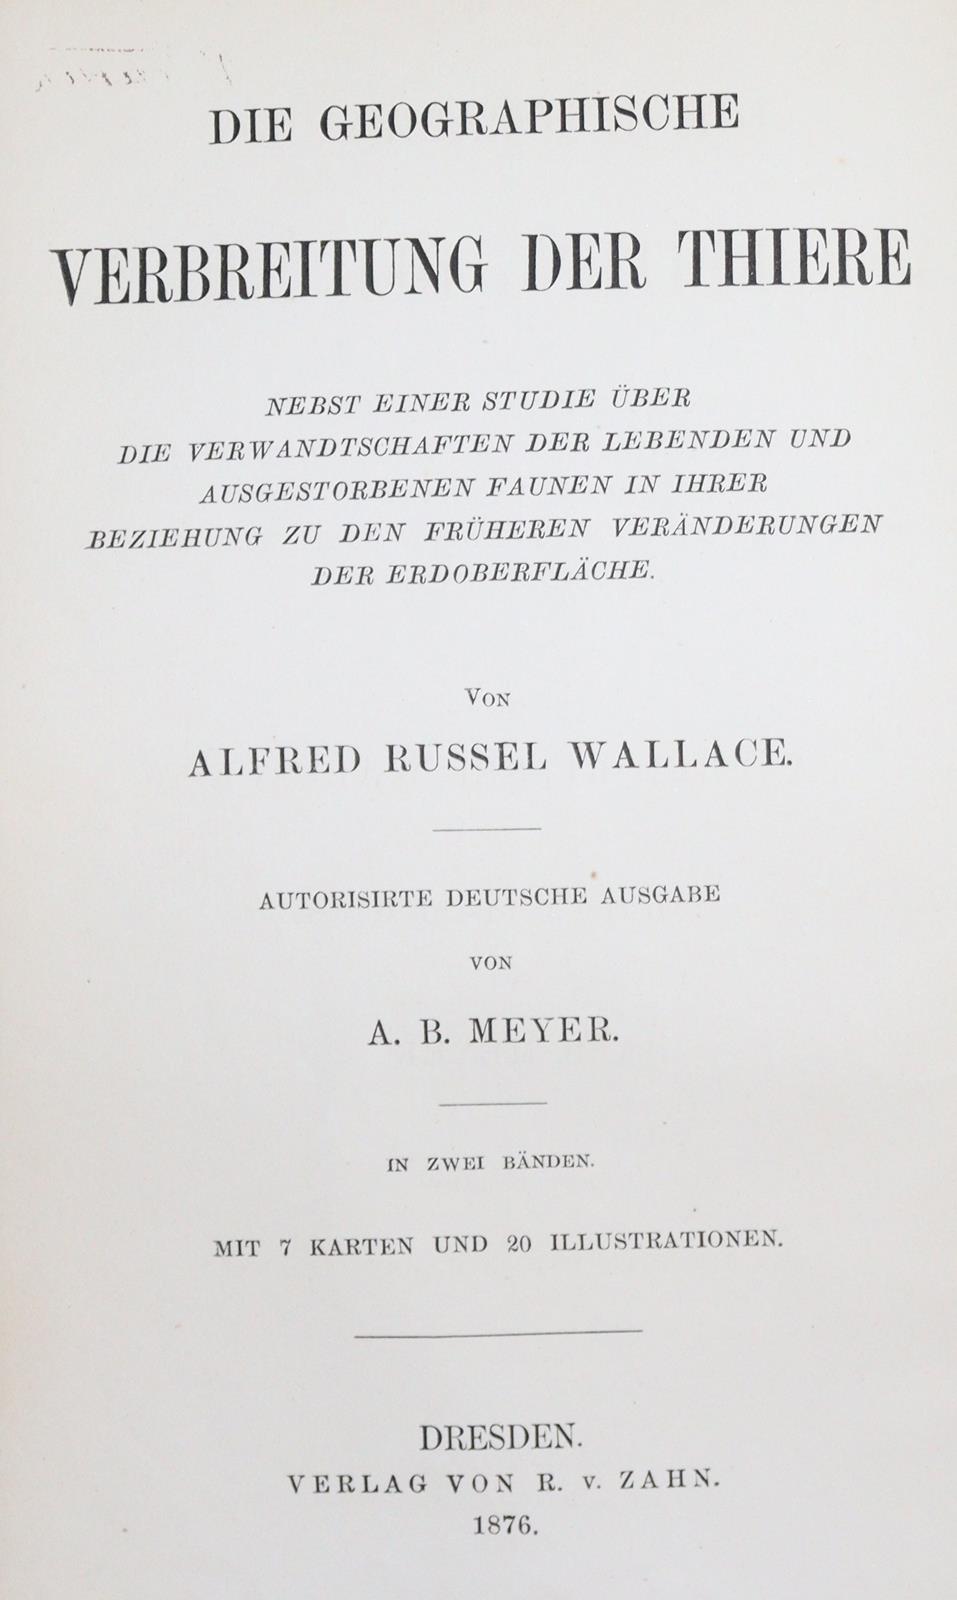 DIE GEOGRAPHISCHE
VERBREITUNG DER THIERE
NEBST EINER STUDIE ÜBER
DIE VERWANDTSCHAFTEN DER LEBENDEN UND
AUSGESTORBENEN FAUNEN IN IHRER
BEZIEHUNG ZU DEN FRÜHEREN VERÄNDERUNGEN
DER ERDOBERFLÄCHE.
VON
ALFRED RUSSEL WALLACE.
AUTORISIRTE DEUTSCHE AUSGABE
VON
A. B. MEYER.
IN ZWEI BÄNDEN.
MIT 7 KARTEN UND 20 ILLUSTRATIONEN.
DRESDEN.
VERLAG VON R. v. ZAHN.
1876.